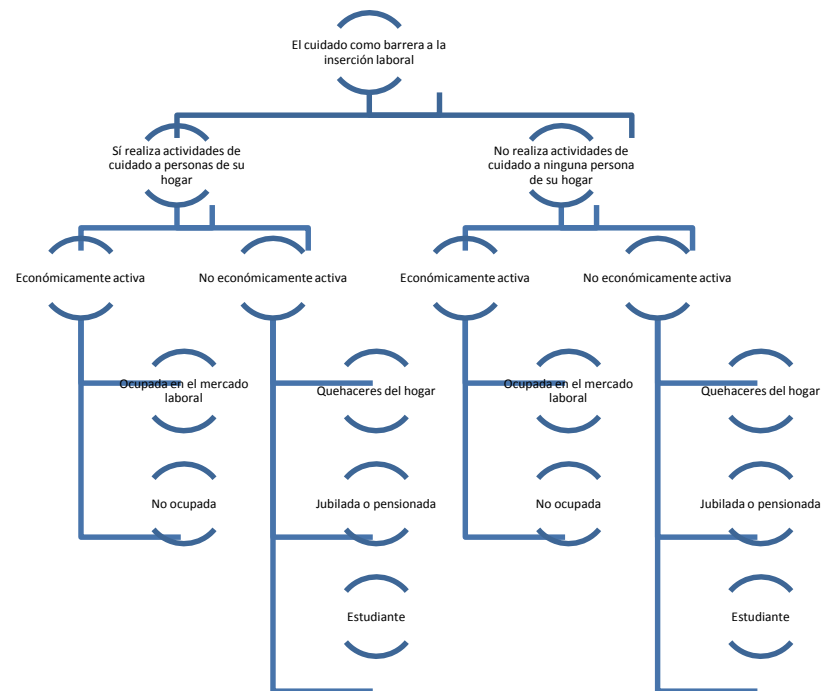 El cuidado como barrera a la
inserción laboral
Sí realiza actividades de
cuidado a personas de su
hogar
No realiza actividades de
cuidado a ninguna persona
de su hogar
Económicamente activa
No económicamente activa
Económicamente activa
No económicamente activa
Ocupada en el mercado
laboral
Quehaceres del hogar
Ocupada en el mercado
laboral
Quehaceres del hogar
No ocupada
Jubilada o pensionada
No ocupada
Jubilada o pensionada
Estudiante
Estudiante